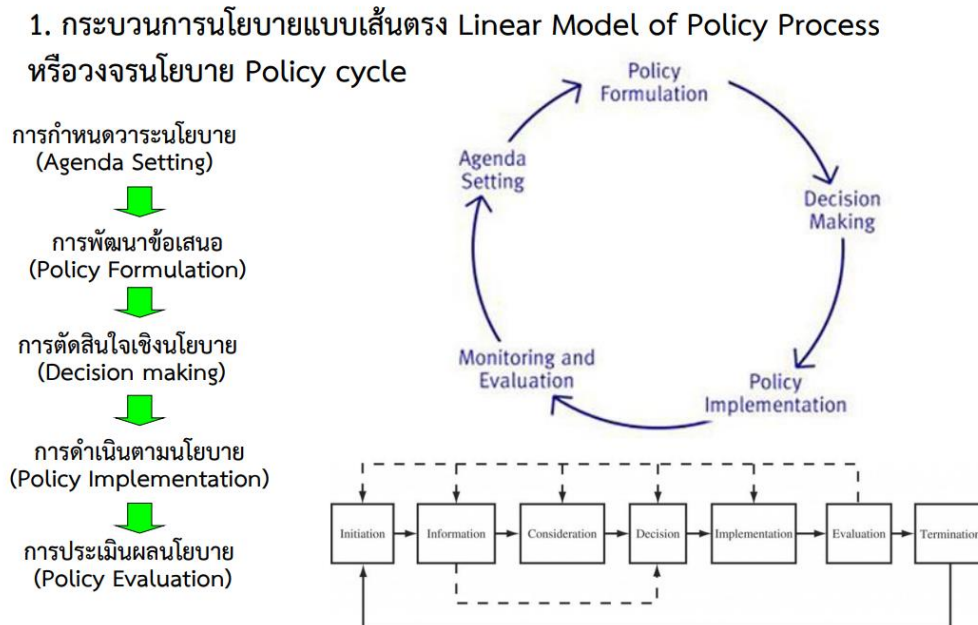 1. กระบวนการนโยบายแบบเส้นตรง Linear Model of Policy Process
หรือวงจรนโยบาย Policy cycle
การกำหนดวาระนโยบาย
(Agenda Setting)
การพัฒนาข้อเสนอ
(Policy Formulation)
การตัดสินใจเชิงนโยบาย
(Decision making)
การดำเนินตามนโยบาย
(Policy Implementation)
การประเมินผลนโยบาย
(Policy Evaluation)
Policy
Formulation
Decision
Making
Policy
Implementation
Monitoring and
Evaluation
Agenda
Setting
Initiation
Information
Consideration
Decision
Implementation
Evaluation
Termination